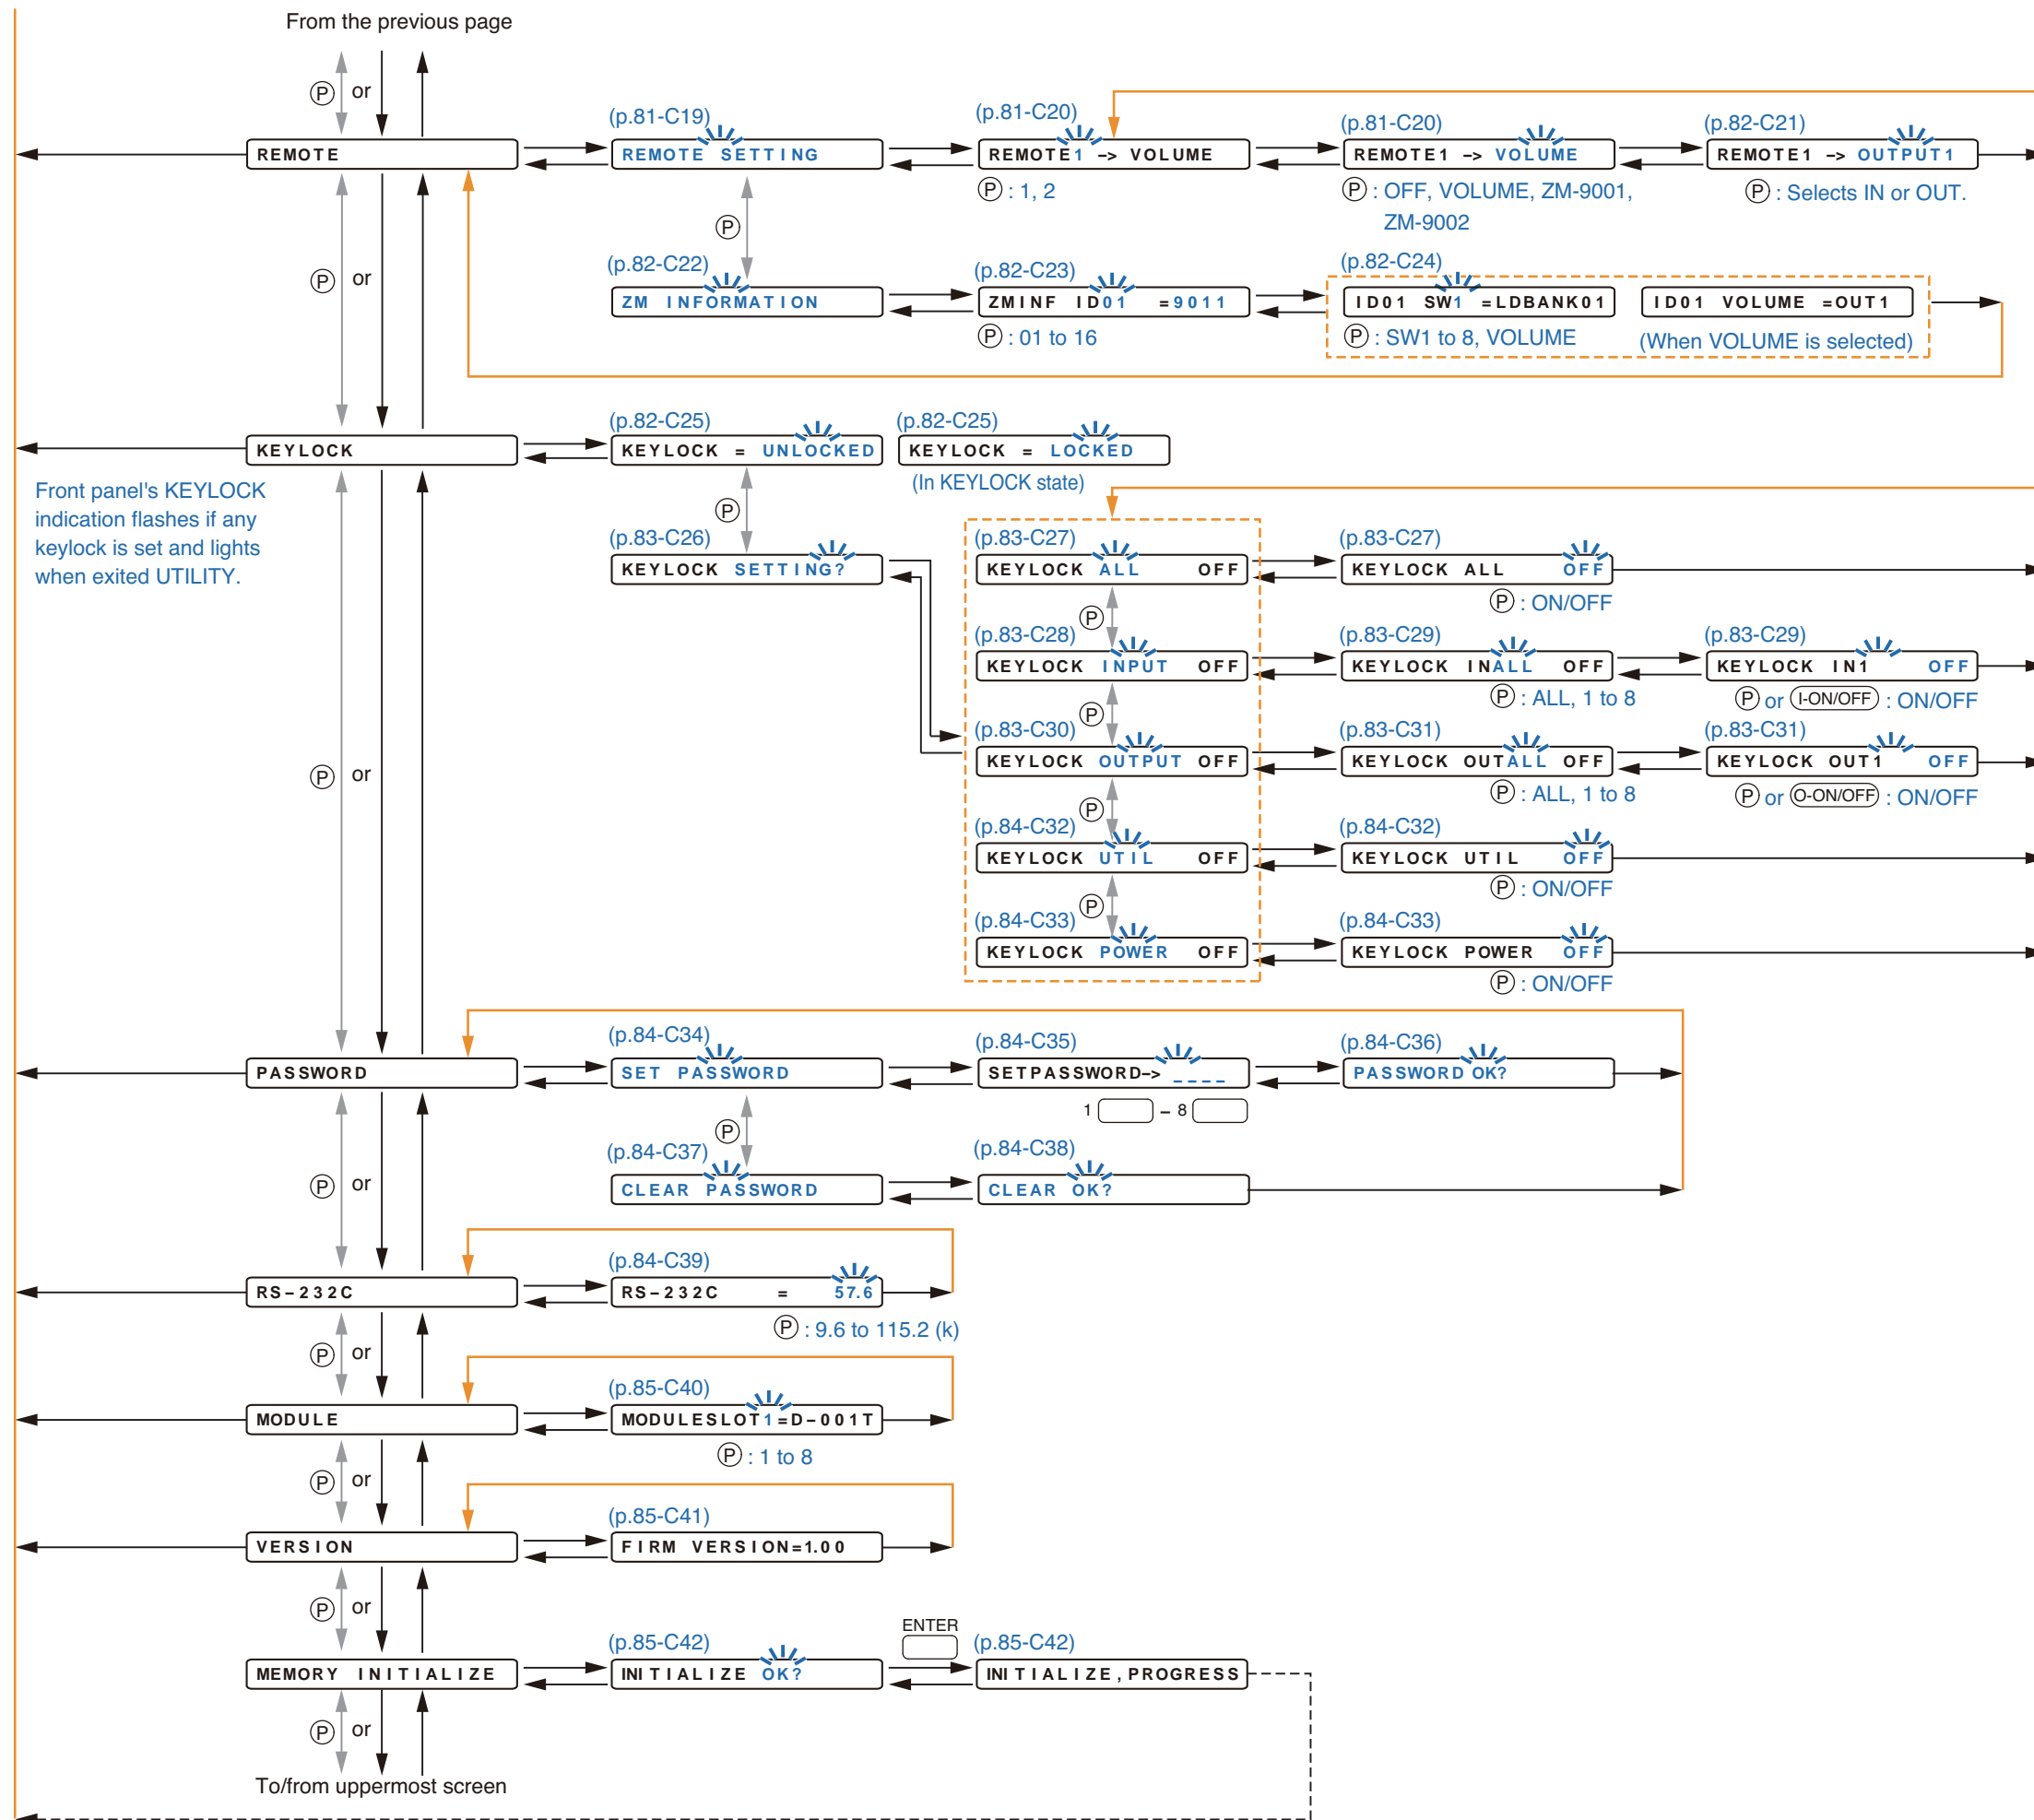 From the previous page
P or
(p.81-C19)
(p.81-C20)
(p.81-C20)
(p.82-C21)
REMOTE
REMOTE SETTING
REMOTE1 -> VOLUME
REMOTE1 -> VOLUME
REMOTE1 -> OUTPUT1
P : 1, 2
P : OFF, VOLUME, ZM-9001,
ZM-9002
P : Selects IN or OUT.
P
P or
(p.82-C22)
(p.82-C23)
(p.82-C24)
ZM INFORMATION
ZMINF ID01 =9011
ID01 SW1 =LDBANK01
ID01 VOLUME =OUT1
P : 01 to 16
P : SW1 to 8, VOLUME
(When VOLUME is selected)
(p.82-C25)
(p.82-C25)
KEYLOCK
KEYLOCK = UNLOCKED
KEYLOCK = LOCKED
(In KEYLOCK state)
Front panel's KEYLOCK
indication flashes if any
keylock is set and lights
when exited UTILITY.
P
(p.83-C26)
(p.83-C27)
(p.83-C27)
KEYLOCK SETTING?
KEYLOCK ALL OFF
KEYLOCK ALL OFF
P : ON/OFF
P
(p.83-C28)
(p.83-C29)
(p.83-C29)
KEYLOCK INPUT OFF
KEYLOCK INALL OFF
KEYLOCK IN1 OFF
P : ALL, 1 to 8
P or I-ON/OFF : ON/OFF
P
(p.83-C30)
(p.83-C31)
(p.83-C31)
KEYLOCK OUTPUT OFF
KEYLOCK OUTALL OFF
KEYLOCK OUT1 OFF
P or
P : ALL, 1 to 8
P or O-ON/OFF : ON/OFF
P
(p.84-C32)
(p.84-C32)
KEYLOCK UTIL OFF
KEYLOCK UTIL OFF
P : ON/OFF
P
(p.84-C33)
(p.84-C33)
KEYLOCK POWER OFF
KEYLOCK POWER OFF
P : ON/OFF
(p.84-C34)
(p.84-C35)
(p.84-C36)
PASSWORD
SET PASSWORD
SETPASSWORD-> _ _ _ _
PASSWORD OK?
1 – 8
P
(p.84-C37)
(p.84-C38)
P or
CLEAR PASSWORD
CLEAR OK?
(p.84-C39)
RS-232C
RS-232C = 57.6
P : 9.6 to 115.2 (k)
P or
(p.85-C40)
MODULE
MODULESLOT1=D-001T
P : 1 to 8
P or
(p.85-C41)
VERSION
FIRM VERSION=1.00
P or
ENTER
(p.85-C42)
(p.85-C42)
MEMORY INITIALIZE
INITIALIZE OK?
INITIALIZE,PROGRESS
P or
To/from uppermost screen